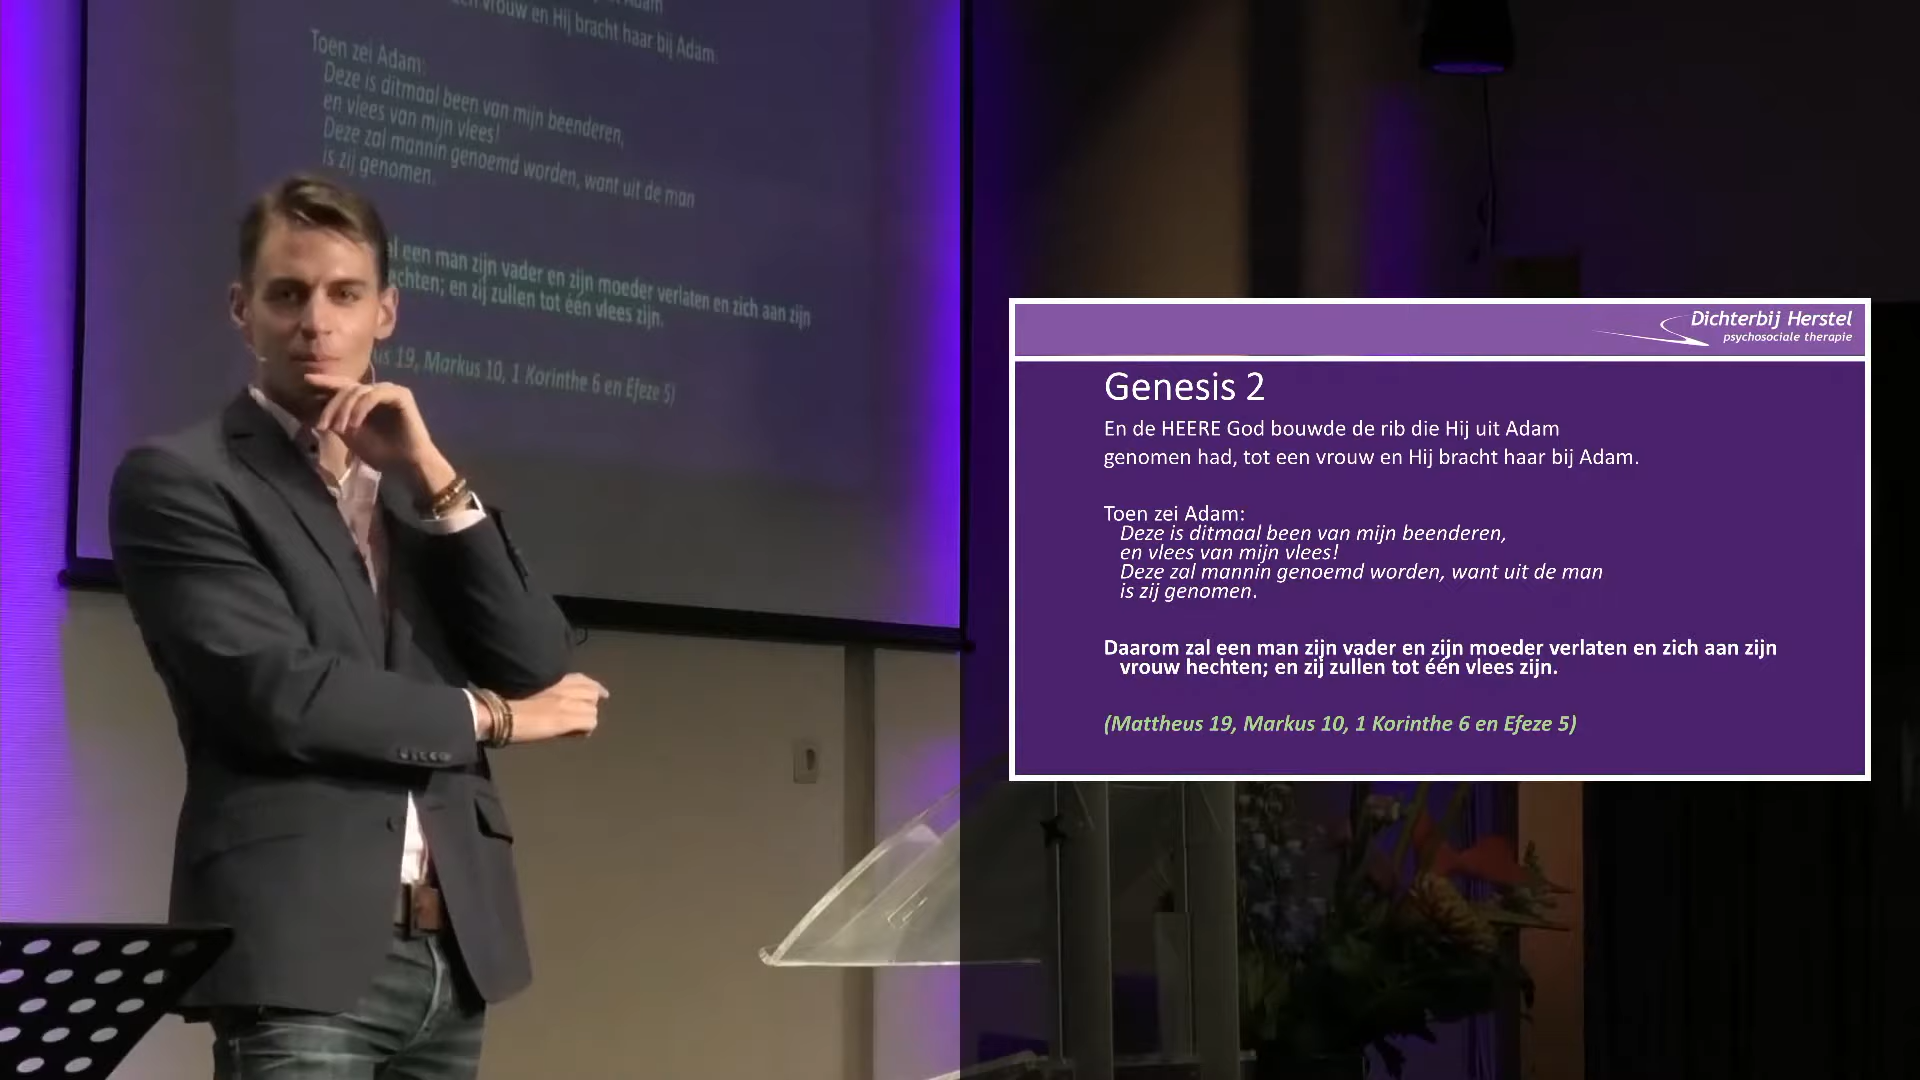 uam
en vrouw en Hij bracht haar bij Adam.
Toen zei Adam:
Deze is ditmaal been van mijn beenderen,
en vlees van mijn vlees!
Deze zal mannin genoemd worden, want uit de man
is zij genomen.
al een man zijn vader en zijn moeder verlaten en zich aan zijn
echten; en zij zullen tot één vlees zijn.
us 19, Markus 10, 1 Korinthe 6 en Efeze 5)
Dichterbij Herstel
psychosociale therapie
Genesis 2
En de HEERE God bouwde de rib die Hij uit Adam
genomen had, tot een vrouw en Hij bracht haar bij Adam.
Toen zei Adam:
Deze is ditmaal been van mijn beenderen,
en vlees van mijn vlees!
Deze zal mannin genoemd worden, want uit de man
is zij genomen.
Daarom zal een man zijn vader en zijn moeder verlaten en zich aan zijn
vrouw hechten; en zij zullen tot één vlees zijn.
(Mattheus 19, Markus 10, 1 Korinthe 6 en Efeze 5)